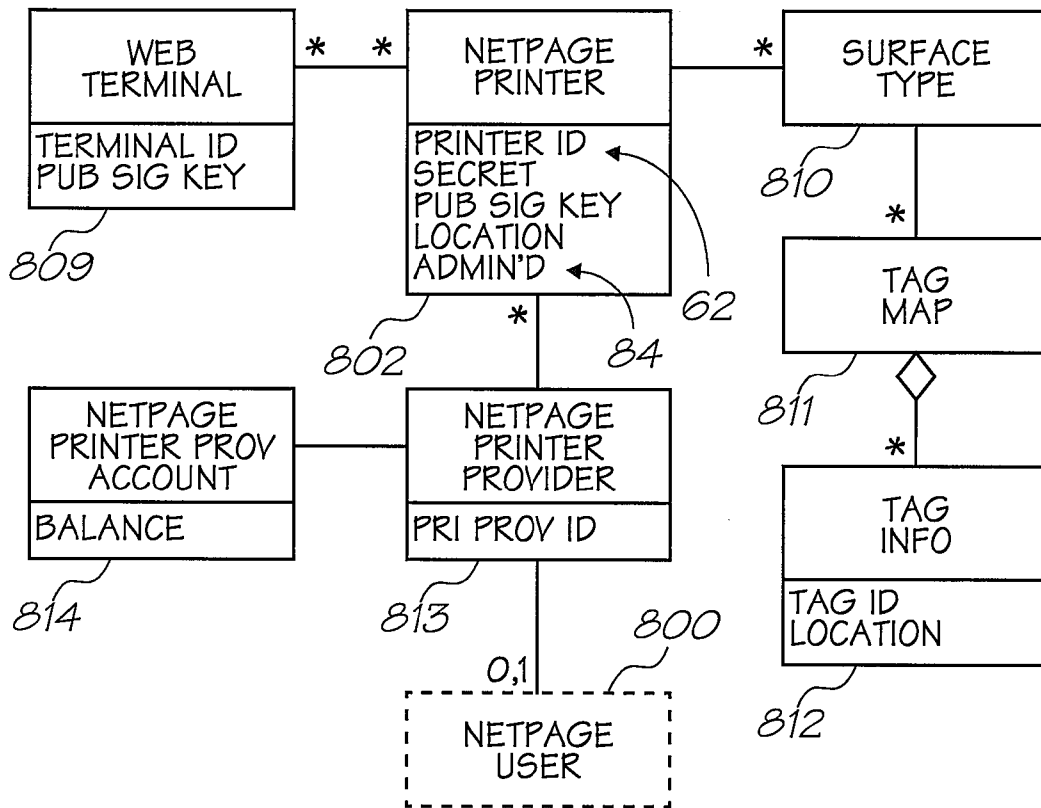 WEB
TERMINAL
TERMINAL ID
PUB SIG KEY
809
* *
NETPAGE
PRINTER
PRINTER ID
SECRET
PUB SIG KEY
LOCATION
ADMIN'D
802
62
84
*
*
SURFACE
TYPE
810
*
TAG
MAP
811
*
TAG
INFO
TAG ID
LOCATION
812
NETPAGE
PRINTER PROV
ACCOUNT
BALANCE
814
NETPAGE
PRINTER
PROVIDER
PRI PROV ID
813
800
0,1
NETPAGE
USER